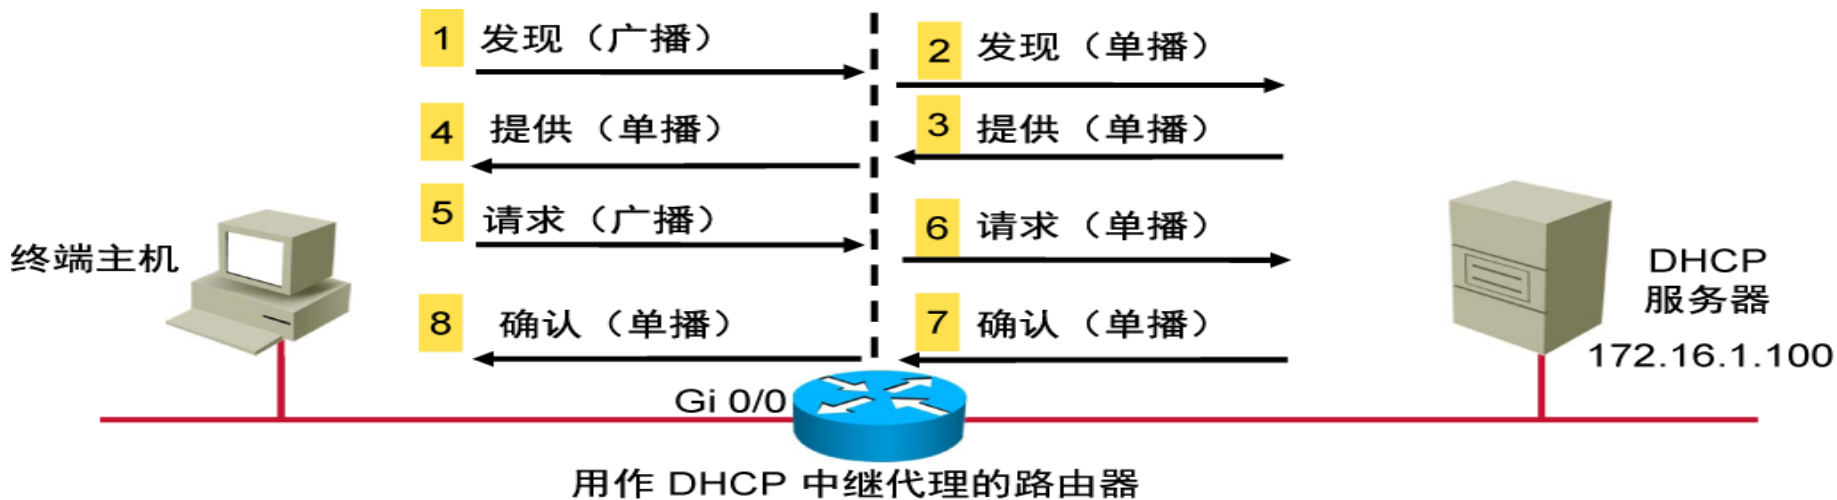 1 发现（广播）
2 发现（单播）
4 提供（单播）
3 提供（单播）
5 请求（广播）
6 请求（单播）
终端主机
DHCP
服务器
172.16.1.100
8 确认（单播）
7 确认（单播）
Gi 0/0
用作 DHCP 中继代理的路由器